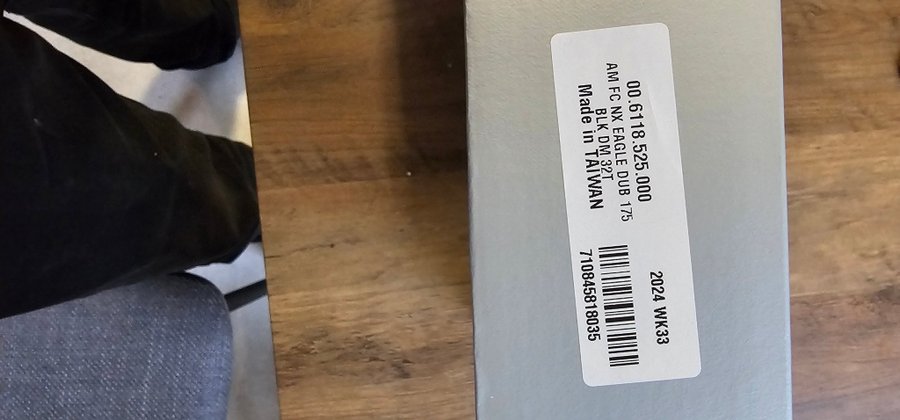 00.6118.525.000
AM FC NX EAGLE DUB 175
BLK DM 32T
Made in TAIWAN
2024 WK33
710845818035